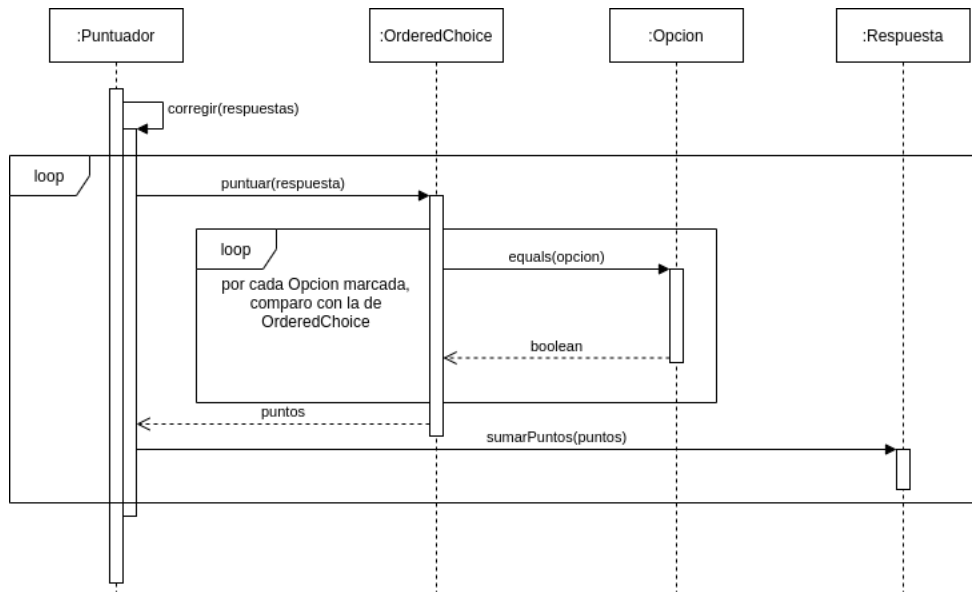 :Puntuador
:OrderedChoice
:Opcion
:Respuesta
corregir(respuestas)
loop
puntuar(respuesta)
loop
equals(opcion)
por cada Opcion marcada,
comparo con la de
OrderedChoice
boolean
puntos
sumarPuntos(puntos)